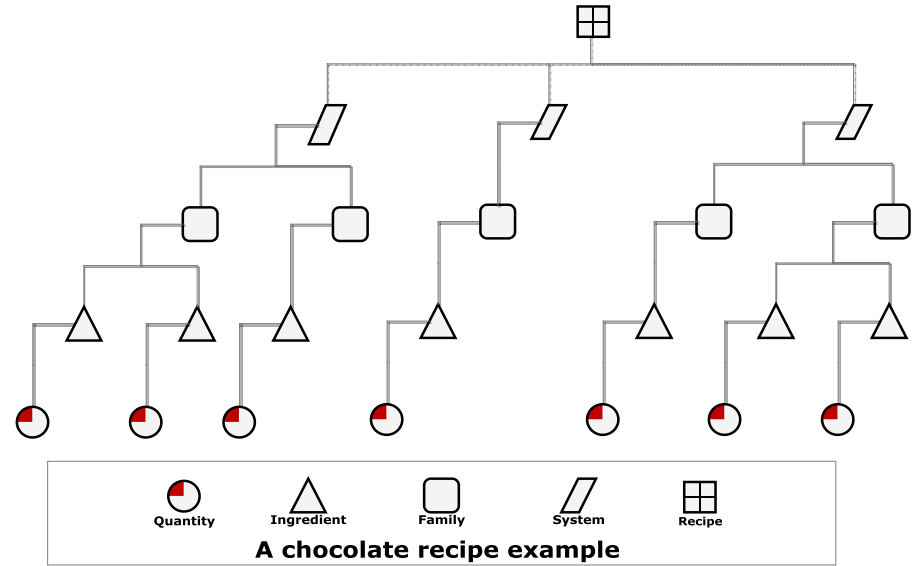 Quantity
Ingredient
Family
System
Recipe
A chocolate recipe example